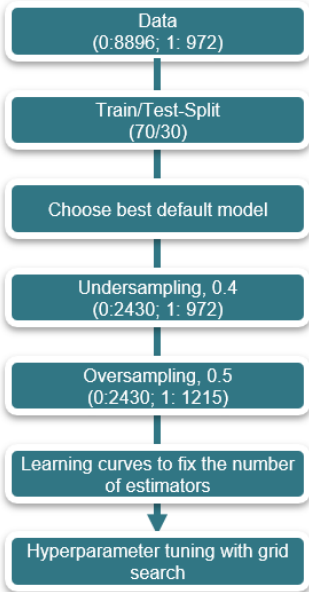 Data
(0:8896; 1: 972)
Train/Test-Split
(70/30)
Choose best default model
Undersampling, 0.4
(0:2430; 1: 972)
Oversampling, 0.5
(0:2430; 1: 1215)
Learning curves to fix the number
of estimators
Hyperparameter tuning with grid
search